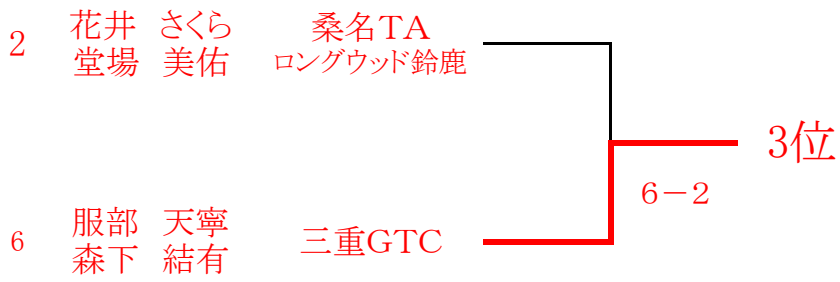 2 花井 さくら 桑名TA
堂場 美佑 ロングウッド鈴鹿
3位
6-2
6 服部 天寧 三重GTC
森下 結有